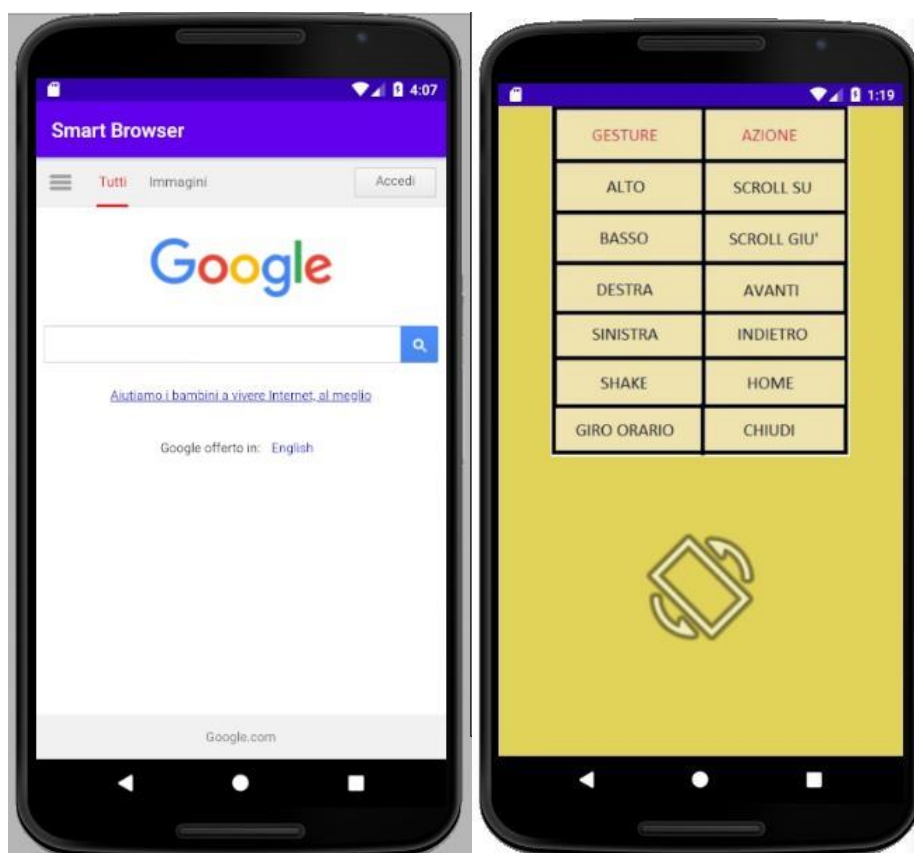 4:07
Smart Browser
Tutti Immagini Accedi
Google
Aiutiamo i bambini a vivere Internet, al meglio
Google offerto in: English
Google.com
1:19
GESTURE AZIONE
ALTO SCROLL SU
BASSO SCROLL GIU'
DESTRA AVANTI
SINISTRA INDIETRO
SHAKE HOME
GIRO ORARIO CHIUDI